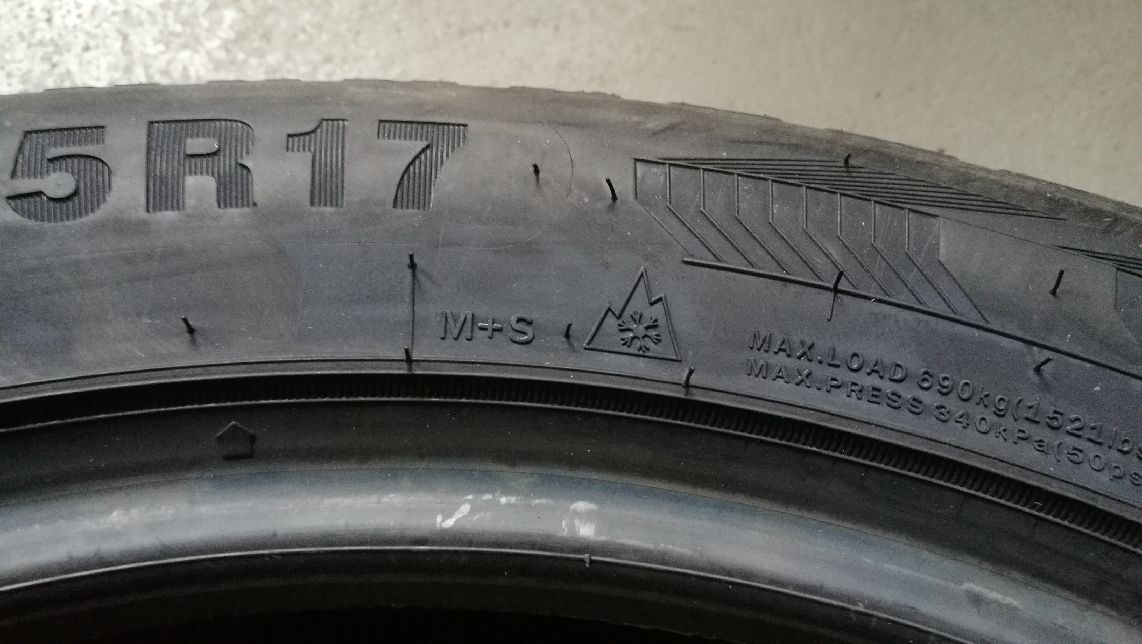 5R17
M+S
MAX.LOAD 690kg(1521lbs
MAX.PRESS 340kPa(50ps